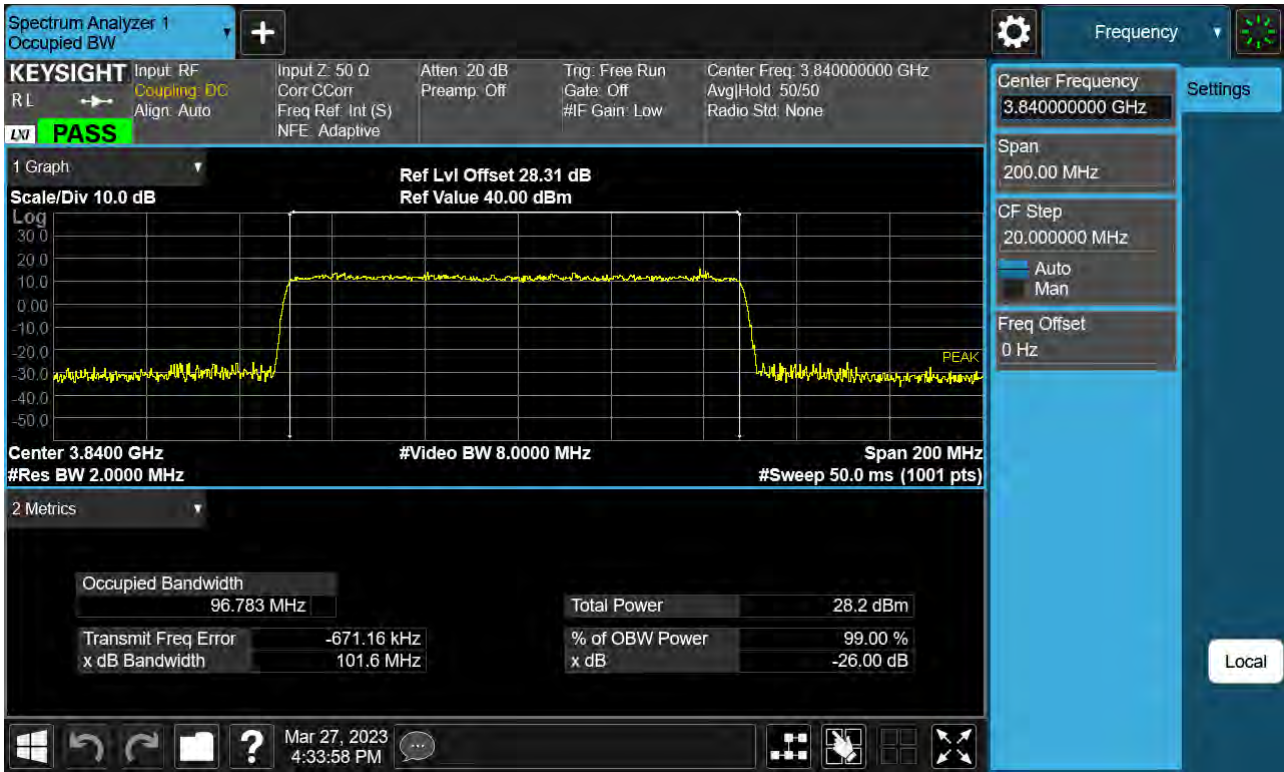 Spectrum Analyzer 1
Occupied BW
Frequency
KEYSIGHT
RL
LXI
PASS
Input: RF
Coupling: DC
Align: Auto
Input Z: 50 Ω
Corr CCorr
Freq Ref: Int (S)
NFE: Adaptive
Atten: 20 dB
Preamp: Off
Trig: Free Run
Gate: Off
#IF Gain: Low
Center Freq: 3.840000000 GHz
Avg|Hold: 50/50
Radio Std: None
Center Frequency
3.840000000 GHz
Settings
Span
200.00 MHz
CF Step
20.000000 MHz
Auto
Man
Freq Offset
0 Hz
Local
1 Graph
Scale/Div 10.0 dB
Ref Lvl Offset 28.31 dB
Ref Value 40.00 dBm
Log
30.0
20.0
10.0
0.00
-10.0
-20.0
-30.0
-40.0
-50.0
PEAK
Center 3.8400 GHz
#Video BW 8.0000 MHz
Span 200 MHz
#Res BW 2.0000 MHz
#Sweep 50.0 ms (1001 pts)
2 Metrics
Occupied Bandwidth
96.783 MHz
Total Power 28.2 dBm
Transmit Freq Error -671.16 kHz
% of OBW Power 99.00 %
x dB Bandwidth 101.6 MHz
x dB -26.00 dB
?
Mar 27, 2023
4:33:58 PM